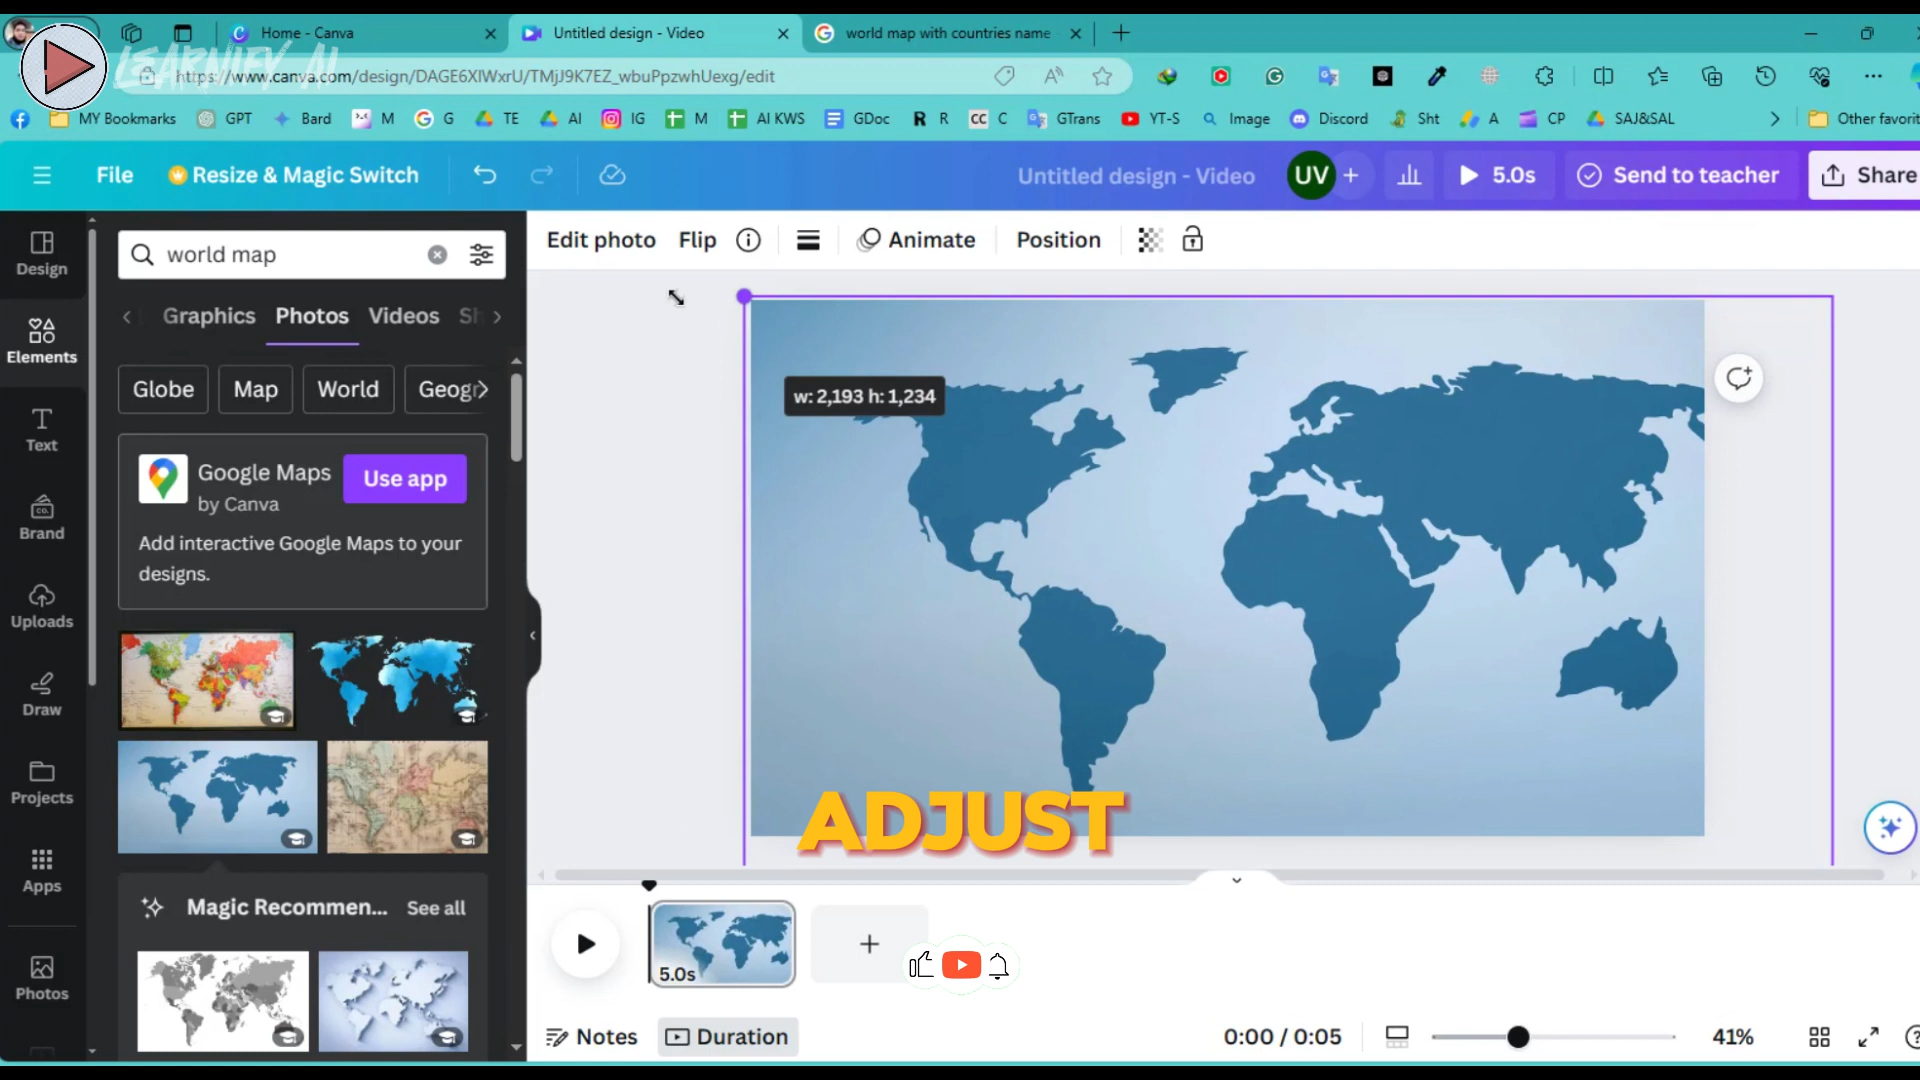 Home - Canva
Untitled design - Video
world map with countries name
LEARNIFY AI
https://www.canva.com/design/DAGE6XIWxrU/TMjJ9K7EZ_wbuPpzwhUexg/edit
MY Bookmarks
GPT
Bard
M
G
TE
AI
IG
M
AI KWS
GDoc
R
CC C
GTrans
YT-S
Image
Discord
Sht
A
CP
SAJ&SAL
Other favorit
File
Resize & Magic Switch
Untitled design - Video
UV
5.0s
Send to teacher
Share
Design
Elements
Text
Brand
Uploads
Draw
Projects
Apps
Photos
world map
Graphics
Photos
Videos
Sh
Globe
Map
World
Geogr
Google Maps
by Canva
Use app
Add interactive Google Maps to your
designs.
Magic Recommen...
See all
Edit photo
Flip
Animate
Position
w: 2,193 h: 1,234
ADJUST
5.0s
Notes
Duration
0:00 / 0:05
41%